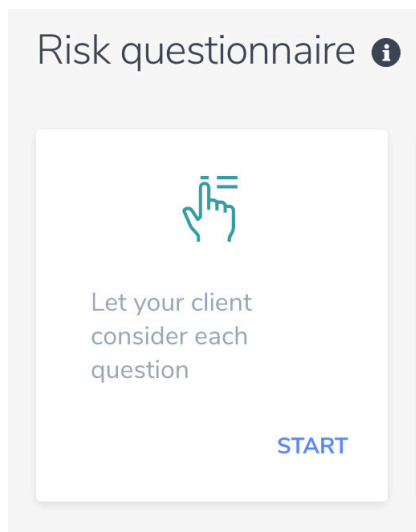 Risk questionnaire
Let your client
consider each
question
START